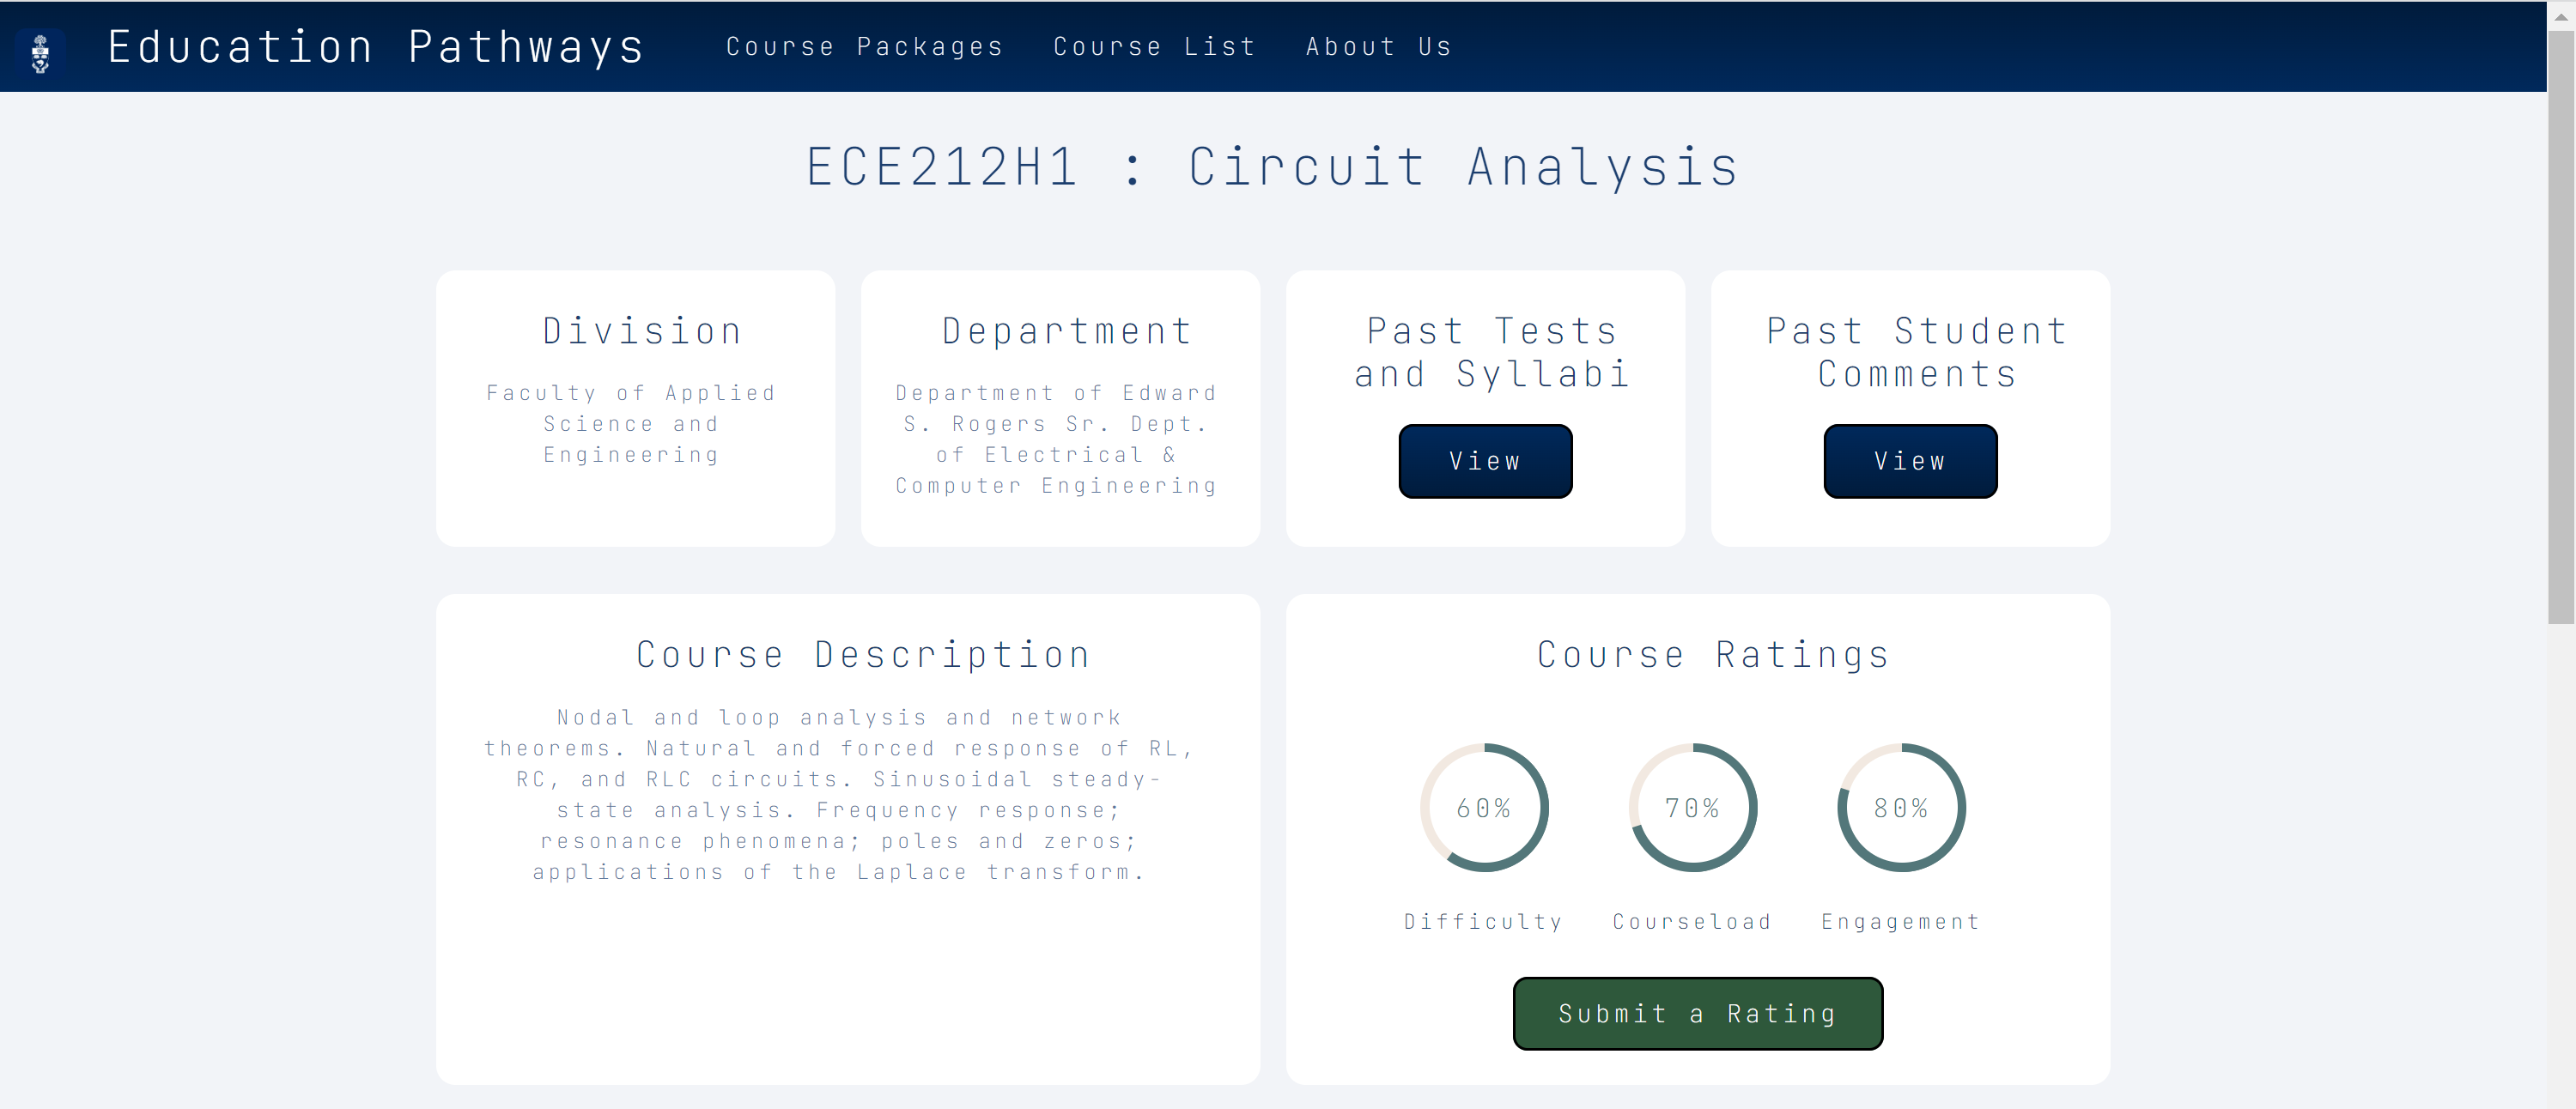 Education Pathways
Course Packages
Course List
About Us
ECE212H1 : Circuit Analysis
Division
Faculty of Applied
Science and
Engineering
Department
Department of Edward
S. Rogers Sr. Dept.
of Electrical &
Computer Engineering
Past Tests
and Syllabi
View
Past Student
Comments
View
Course Description
Nodal and loop analysis and network
theorems. Natural and forced response of RL,
RC, and RLC circuits. Sinusoidal steady-
state analysis. Frequency response;
resonance phenomena; poles and zeros;
applications of the Laplace transform.
Course Ratings
60%
70%
80%
Difficulty
Courseload
Engagement
Submit a Rating